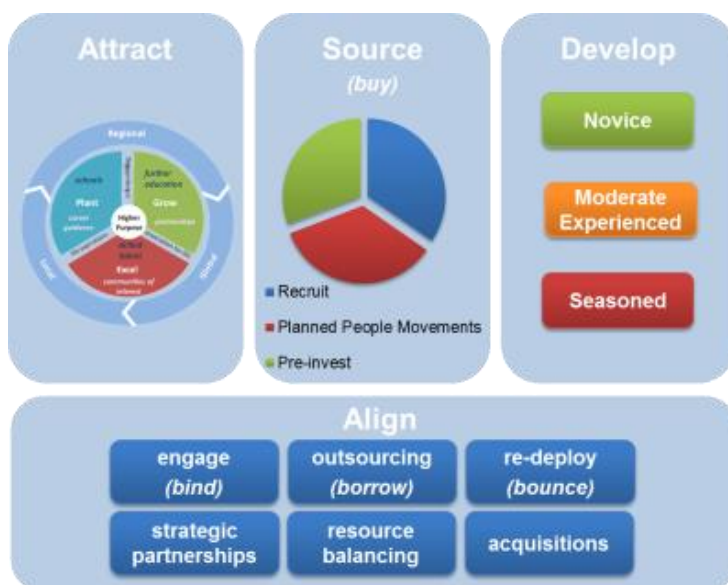 Attract
Regional
schools
Plant
career
guidance
further
education
Grow
partnerships
Higher
Purpose
Excel
communities of
interest
Local
Global
Source
(buy)
Recruit
Planned People Movements
Pre-invest
Develop
Novice
Moderate
Experienced
Seasoned
Align
engage
(bind)
outsourcing
(borrow)
re-deploy
(bounce)
strategic
partnerships
resource
balancing
acquisitions